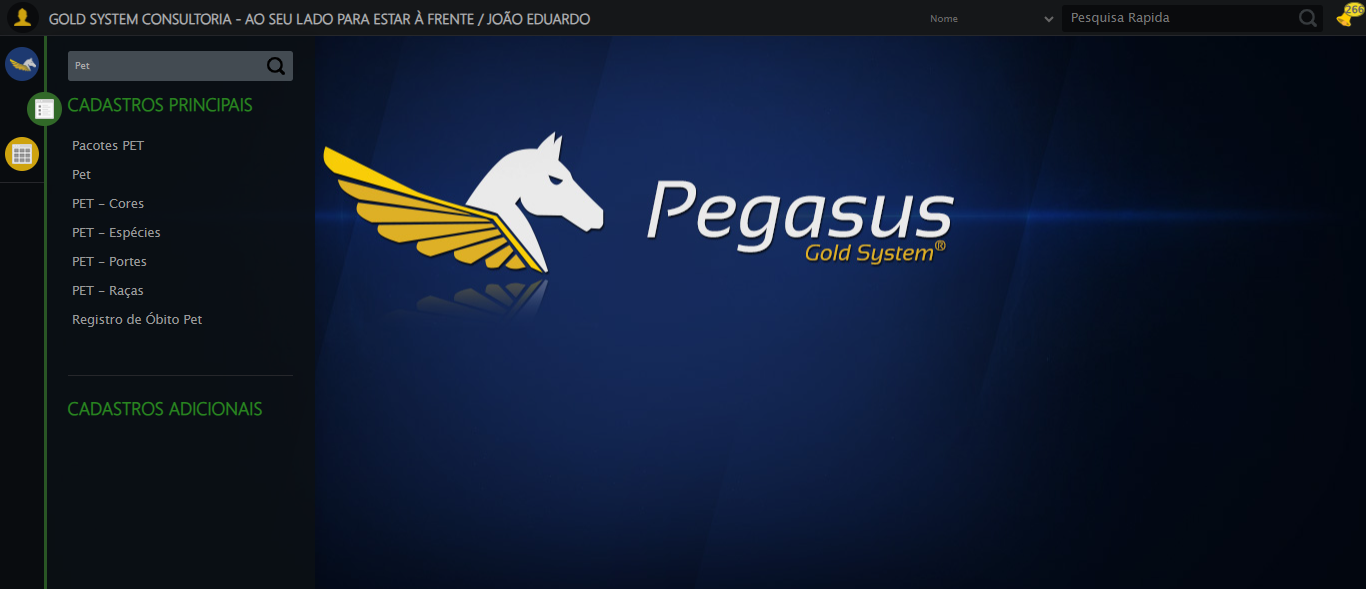 GOLD SYSTEM CONSULTORIA - AO SEU LADO PARA ESTAR À FRENTE / JOÃO EDUARDO
Nome
Pesquisa Rapida
266
Pet
CADASTROS PRINCIPAIS
Pacotes PET
Pet
PET - Cores
PET - Espécies
PET - Portes
PET - Raças
Registro de Óbito Pet
CADASTROS ADICIONAIS
Pegasus
Gold System®